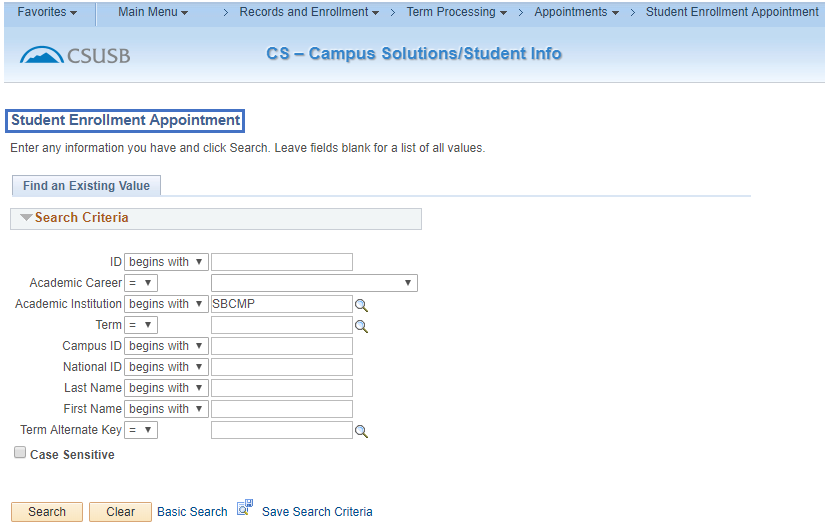 Favorites Main Menu > Records and Enrollment > Term Processing > Appointments > Student Enrollment Appointment
CSUSB CS – Campus Solutions/Student Info
Student Enrollment Appointment
Enter any information you have and click Search. Leave fields blank for a list of all values.
Find an Existing Value
Search Criteria
ID begins with
Academic Career =
Academic Institution begins with SBCMP
Term =
Campus ID begins with
National ID begins with
Last Name begins with
First Name begins with
Term Alternate Key =
Case Sensitive
Search Clear Basic Search Save Search Criteria